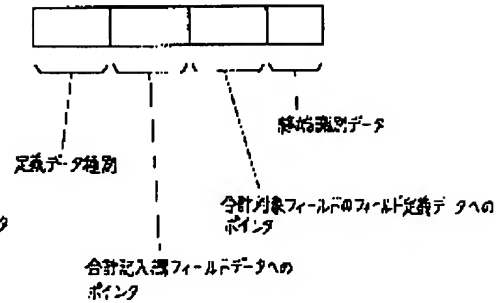 終始識別データ
定義データ種別
合計対象フィールドのフィールド定義データへの
ポインタ
タ
合計記入欄フィールドデータへの
ポインタ